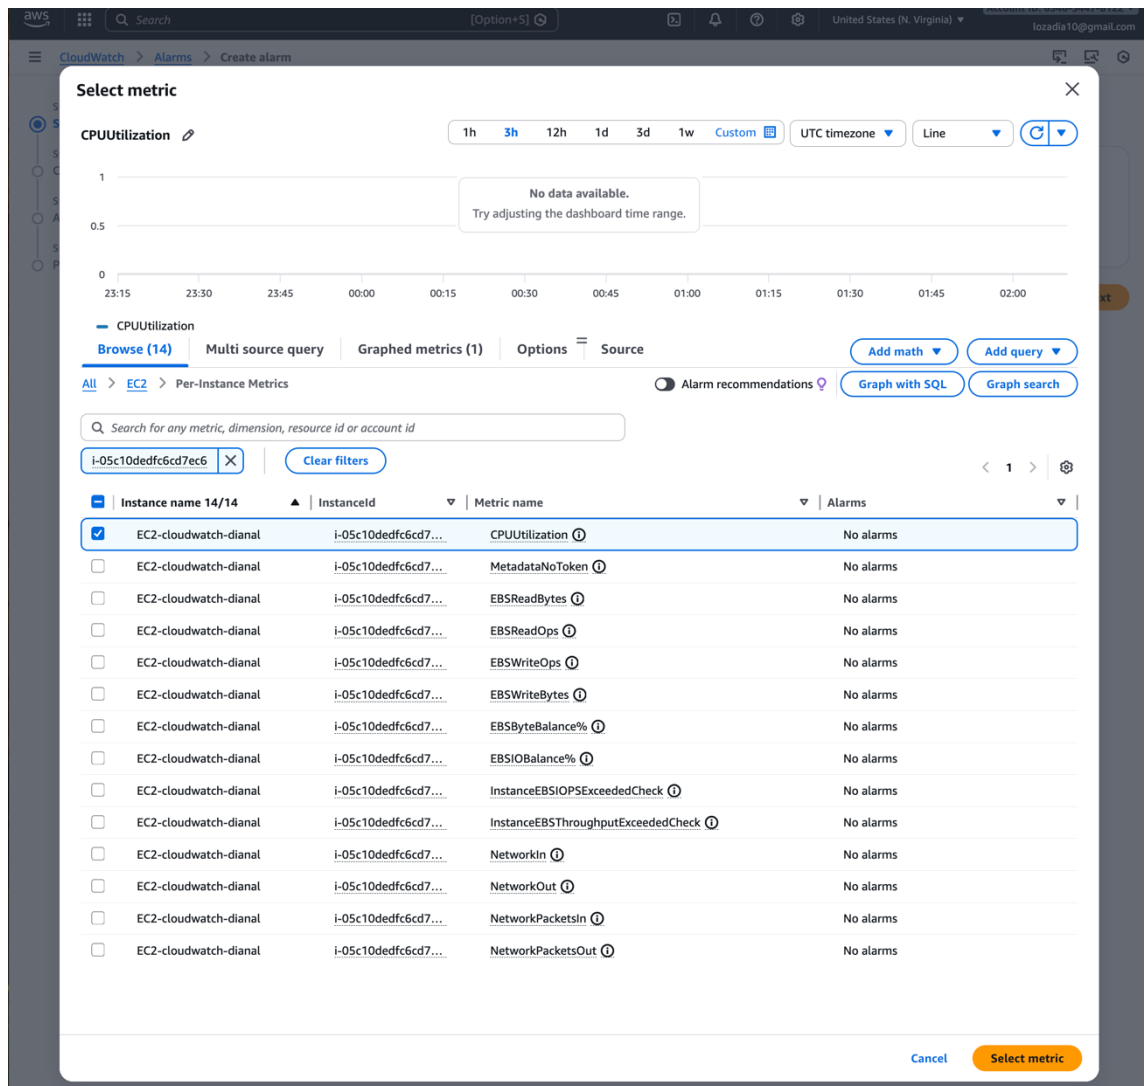 aws
Search [Option+S] United States (N. Virginia)
lozadia10@gmail.com
CloudWatch > Alarms > Create alarm
Select metric
CPUUtilization 1h 3h 12h 1d 3d 1w Custom UTC timezone Line
1
No data available.
Try adjusting the dashboard time range.
0.5
0
23:15 23:30 23:45 00:00 00:15 00:30 00:45 01:00 01:15 01:30 01:45 02:00
CPUUtilization
Browse (14) Multi source query Graphed metrics (1) Options Source Add math Add query
All > EC2 > Per-Instance Metrics Alarm recommendations Graph with SQL Graph search
Search for any metric, dimension, resource id or account id
i-05c10dedfc6cd7ec6 Clear filters
1
Instance name 14/14 InstanceId Metric name Alarms
EC2-cloudwatch-dianal i-05c10dedfc6cd7... CPUUtilization No alarms
EC2-cloudwatch-dianal i-05c10dedfc6cd7... MetadataNoToken No alarms
EC2-cloudwatch-dianal i-05c10dedfc6cd7... EBSReadBytes No alarms
EC2-cloudwatch-dianal i-05c10dedfc6cd7... EBSReadOps No alarms
EC2-cloudwatch-dianal i-05c10dedfc6cd7... EBSWriteOps No alarms
EC2-cloudwatch-dianal i-05c10dedfc6cd7... EBSWriteBytes No alarms
EC2-cloudwatch-dianal i-05c10dedfc6cd7... EBSByteBalance% No alarms
EC2-cloudwatch-dianal i-05c10dedfc6cd7... EBSIOBalance% No alarms
EC2-cloudwatch-dianal i-05c10dedfc6cd7... InstanceEBSIOPSExceededCheck No alarms
EC2-cloudwatch-dianal i-05c10dedfc6cd7... InstanceEBSThroughputExceededCheck No alarms
EC2-cloudwatch-dianal i-05c10dedfc6cd7... NetworkIn No alarms
EC2-cloudwatch-dianal i-05c10dedfc6cd7... NetworkOut No alarms
EC2-cloudwatch-dianal i-05c10dedfc6cd7... NetworkPacketsIn No alarms
EC2-cloudwatch-dianal i-05c10dedfc6cd7... NetworkPacketsOut No alarms
Cancel Select metric